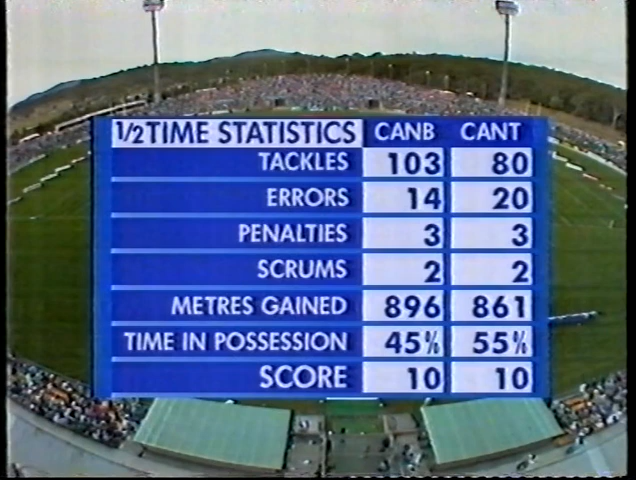 1/2TIME STATISTICS CANB CANT
TACKLES 103 80
ERRORS 14 20
PENALTIES 3 3
SCRUMS 2 2
METRES GAINED 896 861
TIME IN POSSESSION 45% 55%
SCORE 10 10